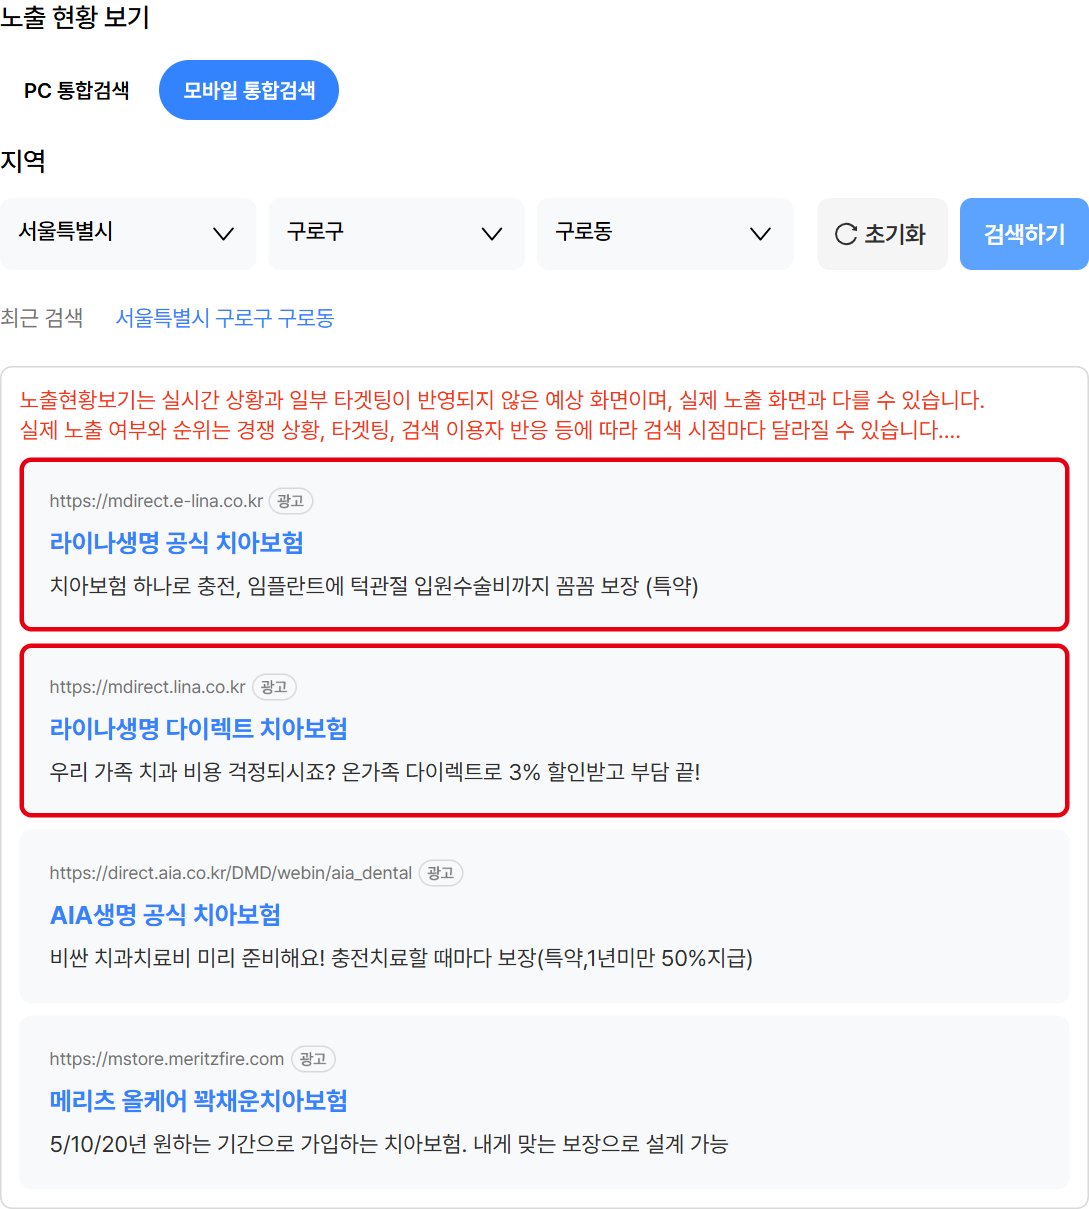 노출 현황 보기
PC 통합검색 모바일 통합검색
지역
서울특별시 구로구 구로동 초기화 검색하기
최근 검색 서울특별시 구로구 구로동
노출현황보기는 실시간 상황과 일부 타겟팅이 반영되지 않은 예상 화면이며, 실제 노출 화면과 다를 수 있습니다.
실제 노출 여부와 순위는 경쟁 상황, 타겟팅, 검색 이용자 반응 등에 따라 검색 시점마다 달라질 수 있습니다....
https://mdirect.e-lina.co.kr 광고
라이나생명 공식 치아보험
치아보험 하나로 충전, 임플란트에 턱관절 입원수술비까지 꼼꼼 보장 (특약)
https://mdirect.lina.co.kr 광고
라이나생명 다이렉트 치아보험
우리 가족 치과 비용 걱정되시죠? 온가족 다이렉트로 3% 할인받고 부담 끝!
https://direct.aia.co.kr/DMD/webin/aia_dental 광고
AIA생명 공식 치아보험
비싼 치과치료비 미리 준비해요! 충전치료할 때마다 보장(특약,1년미만 50%지급)
https://mstore.meritzfire.com 광고
메리츠 올케어 꽉채운치아보험
5/10/20년 원하는 기간으로 가입하는 치아보험. 내게 맞는 보장으로 설계 가능